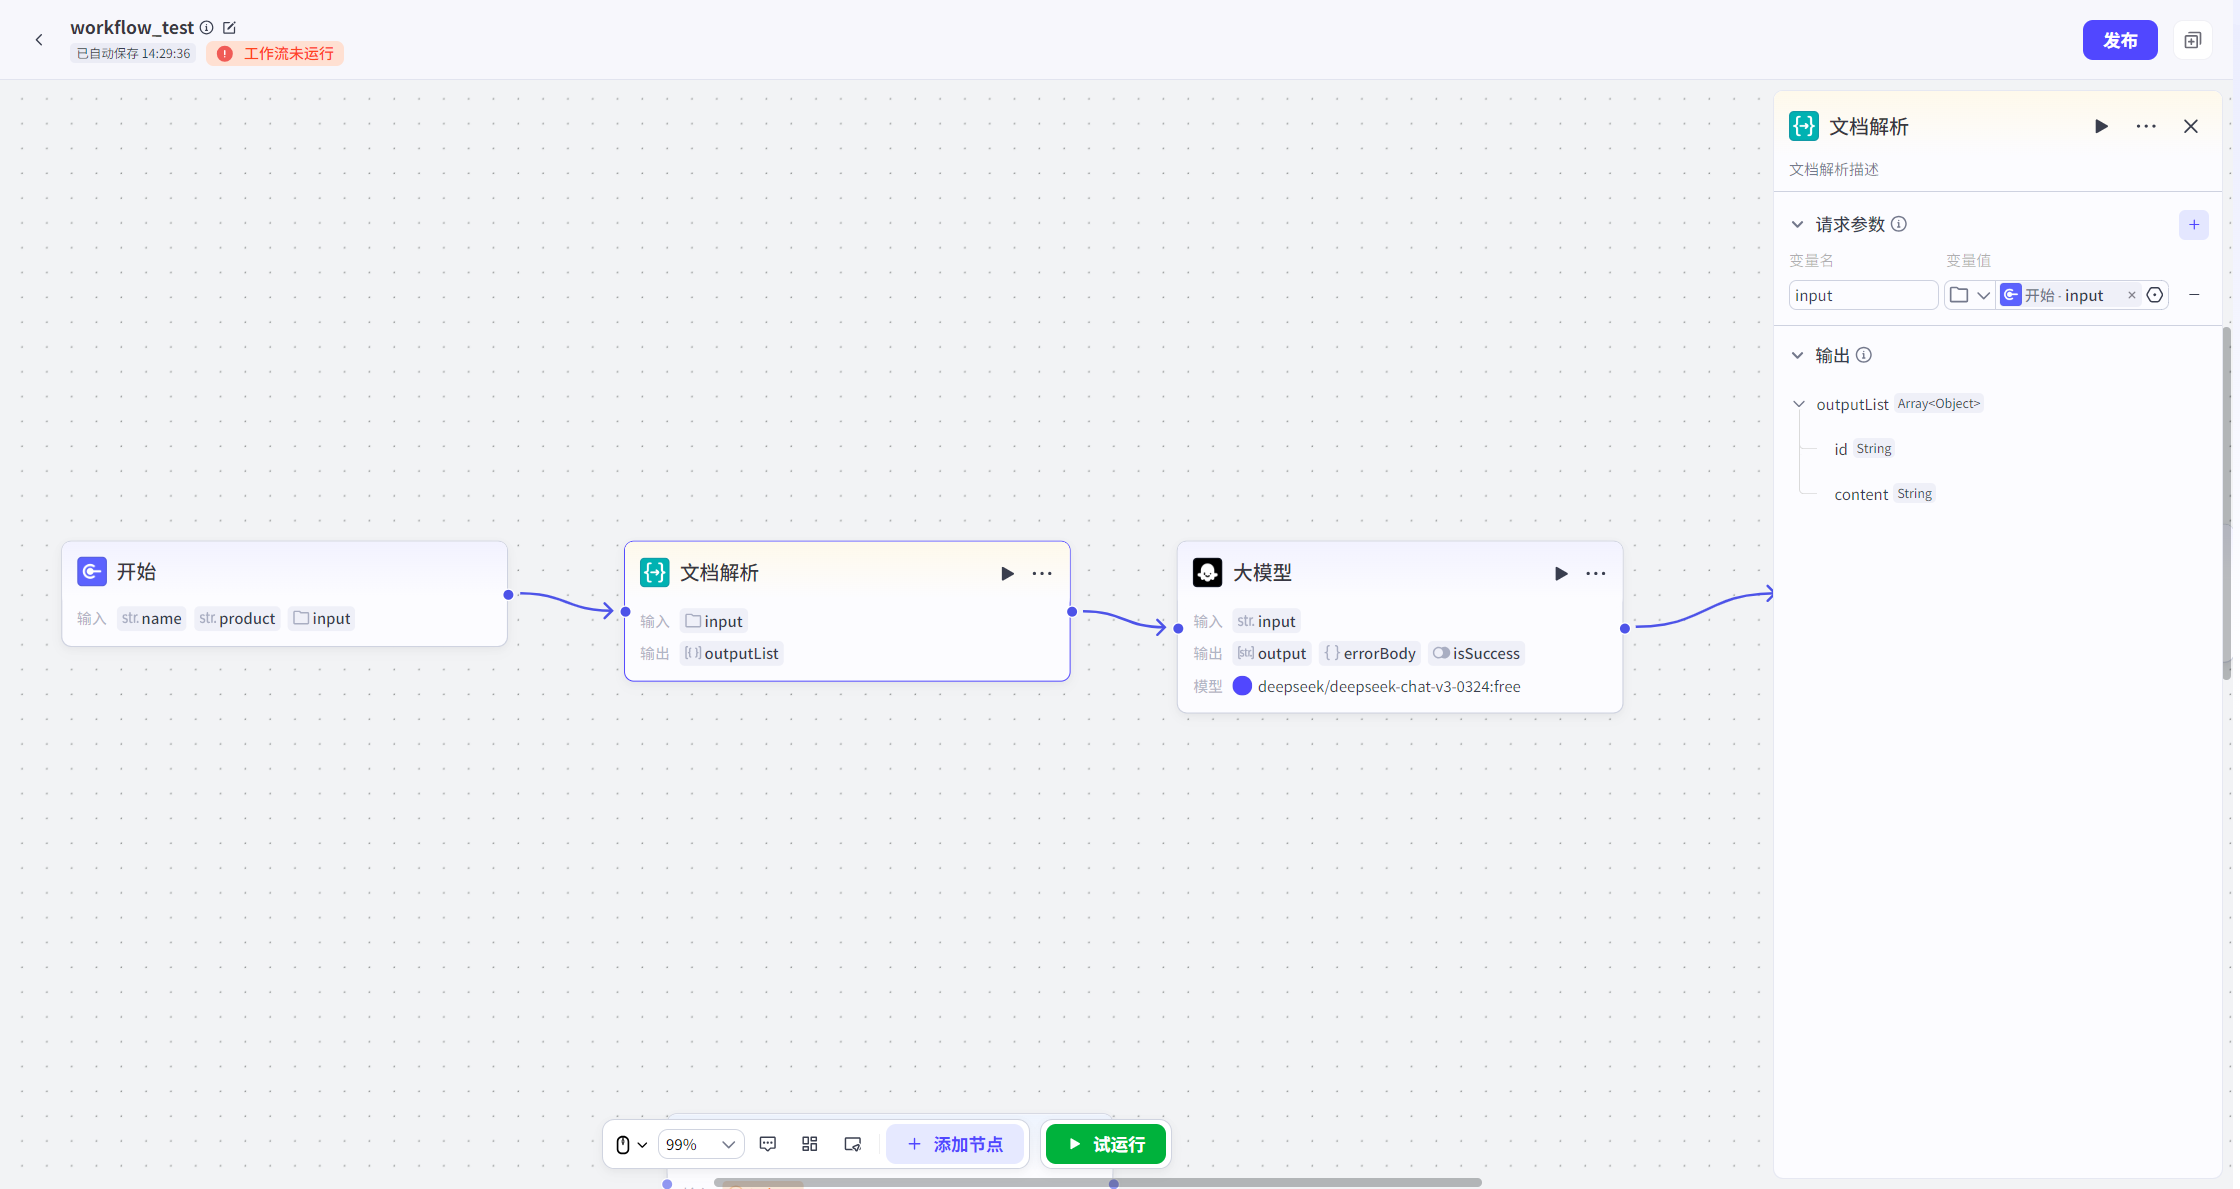 workflow_test
已自动保存 14:29:36 工作流未运行
发布
开始
输入 str. name str. product input
文档解析
输入 input
输出 outputList
大模型
输入 str. input
输出 [str] output {} errorBody isSuccess
模型 deepseek/deepseek-chat-v3-0324:free
文档解析
文档解析描述
请求参数
变量名 变量值
input 开始 - input
输出
outputList Array<Object>
id String
content String
99% 添加节点 试运行